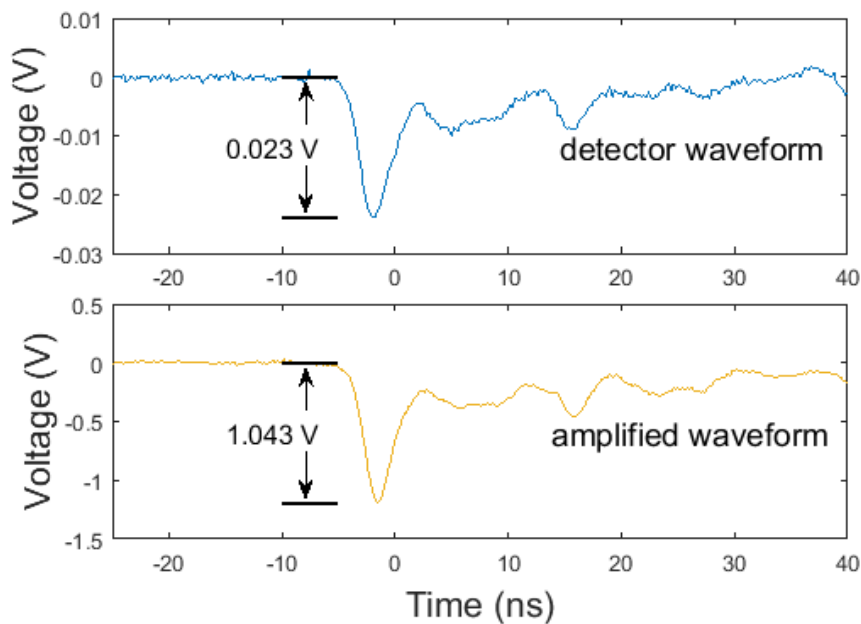 0.01
0
-0.01
-0.02
-0.03
Voltage (V)
0.023 V
detector waveform
-20 -10 0 10 20 30 40
0.5
0
-0.5
-1
-1.5
Voltage (V)
1.043 V
amplified waveform
-20 -10 0 10 20 30 40
Time (ns)